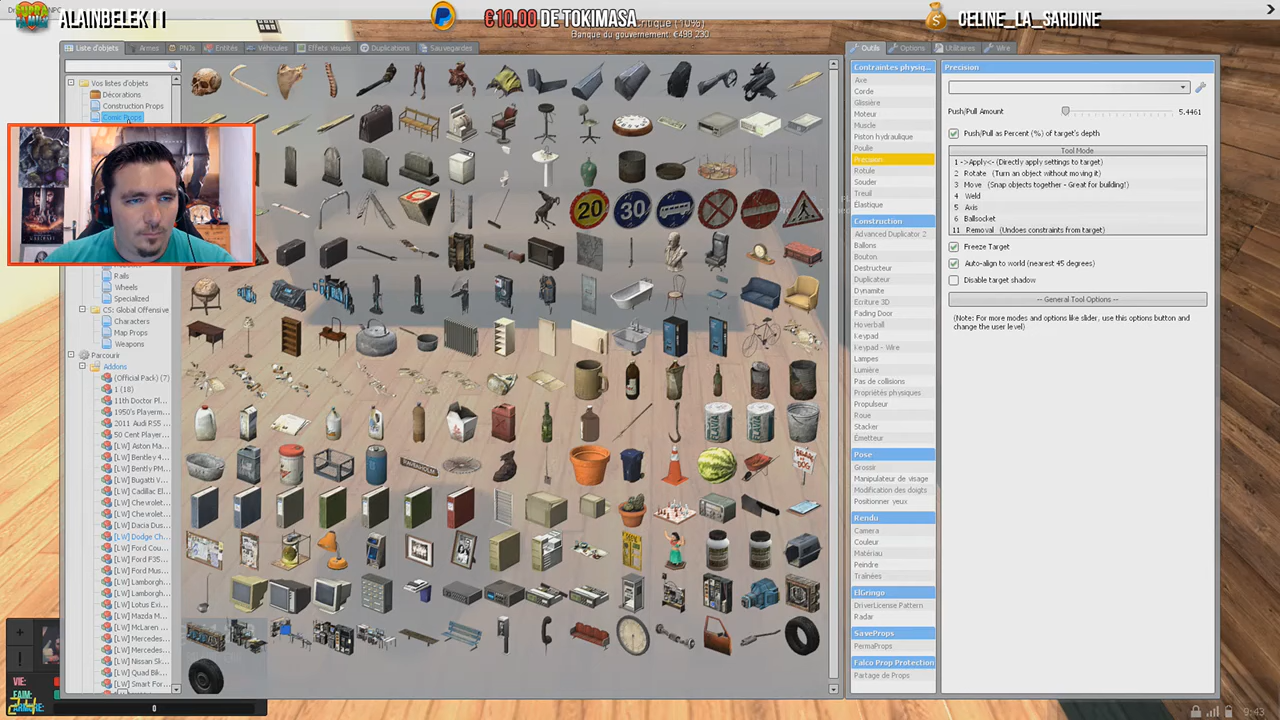 ALAINBELEK11
€10.00 DE TOKIMASA
CELINE_LA_SARDINE
Banque du gouvernement: €498,230
Liste d'objets
Armes
PNJs
Entités
Véhicules
Effets visuels
Duplications
Sauvegardes
Vos listes d'objets
Décorations
Construction Props
Comic Props
Rails
Wheels
Specialized
CS: Global Offensive
Characters
Map Props
Weapons
Parcourir
Addons
(Official Pack) (7)
1 (18)
11th Doctor Pl...
1950's Playerm...
2011 Audi RS5 ...
50 Cent Player...
[LW] Aston Ma...
[LW] Bentley 4...
[LW] Bently PM...
[LW] Bugatti V...
[LW] Cadillac El...
[LW] Chevrolet...
[LW] Chevrolet...
[LW] Dacia Dus...
[LW] Dodge Ch...
[LW] Ford Cou...
[LW] Ford F35...
[LW] Ford Mus...
[LW] Lamborgh...
[LW] Lamborgh...
[LW] Lotus Exi...
[LW] Mazda M...
[LW] McLaren ...
[LW] Mercedes...
[LW] Mercedes...
[LW] Nissan Sk...
[LW] Quad Bik...
[LW] Smart For...
20
30
RAVENHOLM
Outils
Options
Utilitaires
Wire
Contraintes physiq...
Axe
Corde
Glissière
Moteur
Muscle
Piston hydraulique
Poulie
Precision
Rotule
Souder
Treuil
Élastique
Construction
Advanced Duplicator 2
Ballons
Bouton
Destructeur
Duplicateur
Dynamite
Ecriture 3D
Fading Door
Hoverball
Keypad
Keypad - Wire
Lampes
Lumière
Pas de collisions
Propriétés physiques
Propulseur
Roue
Stacker
Émetteur
Pose
Grossir
Manipulateur de visage
Modification des doigts
Positionner yeux
Rendu
Camera
Couleur
Matériau
Peindre
Traînées
ElGringo
DriverLicense Pattern
Radar
SaveProps
PermaProps
Falco Prop Protection
Partage de Props
Precision
Push/Pull Amount
5.4461
Push/Pull as Percent (%) of target's depth
Tool Mode
1 ->Apply<- (Directly apply settings to target)
2 Rotate (Turn an object without moving it)
3 Move (Snap objects together - Great for building!)
4 Weld
5 Axis
6 Ballsocket
11 Removal (Undoes constraints from target)
Freeze Target
Auto-align to world (nearest 45 degrees)
Disable target shadow
-- General Tool Options --
(Note: For more modes and options like slider, use this options button and
change the user level)
VIE:
FAIM:
ARMURE:
0
9:43